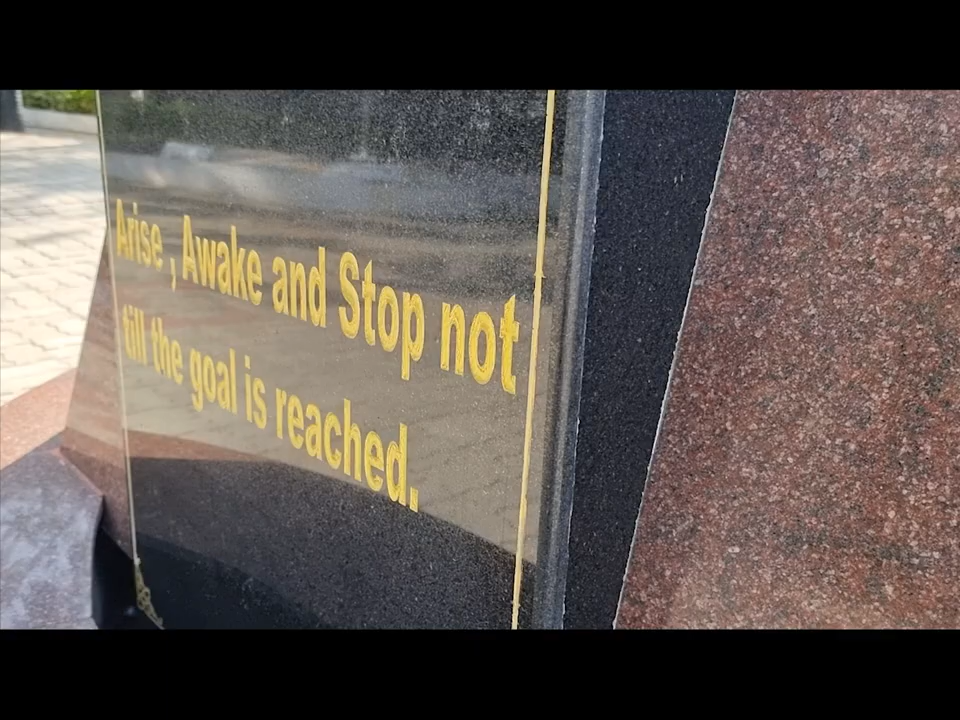 Arise , Awake and Stop not
till the goal is reached.